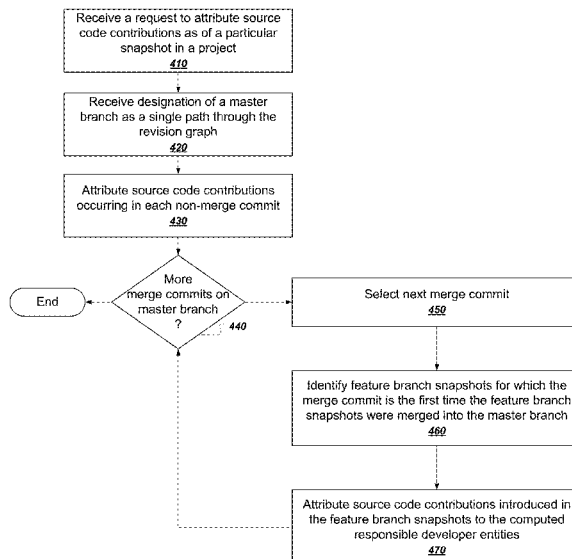 Receive a request to attribute source
code contributions as of a particular
snapshot in a project
410
Receive designation of a master
branch as a single path through the
revision graph
420
Attribute source code contributions
occurring in each non-merge commit
430
More
merge commits on
master branch
?
440
End
Select next merge commit
450
Identify feature branch snapshots for which the
merge commit is the first time the feature branch
snapshots were merged into the master branch
460
Attribute source code contributions introduced in
the feature branch snapshots to the computed
responsible developer entities
470